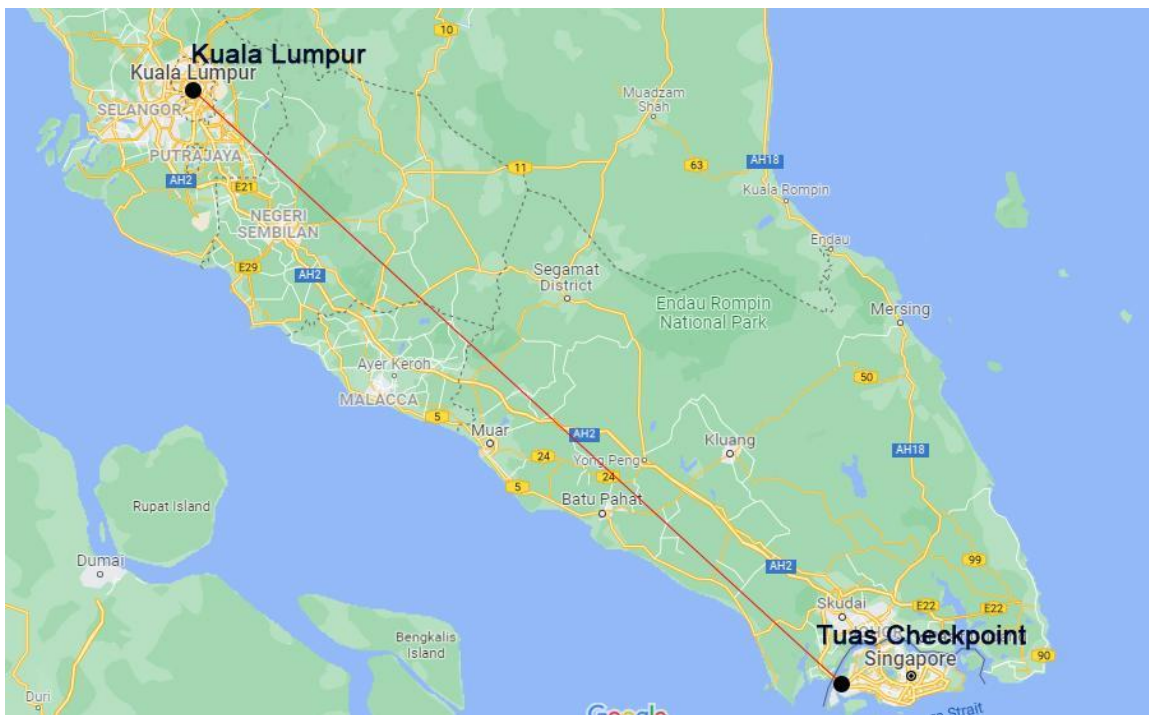 10
Kuala Lumpur
Kuala Lumpur
SELANGOR
Muadzam
Shah
PUTRAJAYA
AH2
E21
11
63
AH18
Kuala Rompin
NEGERI
SEMBILAN
Endau
E29
AH2
Segamat
District
Endau Rompin
National Park
Mersing
Ayer Keroh
50
MALACCA
5
Muar
AH2
Kluang
AH18
24
Yong Peng
24
5
Batu Pahat
Rupat Island
Dumai
AH2
99
Skudai
E22
E22
Tuas Checkpoint
Bengkalis
Island
Singapore
90
Duri
Google
Strait